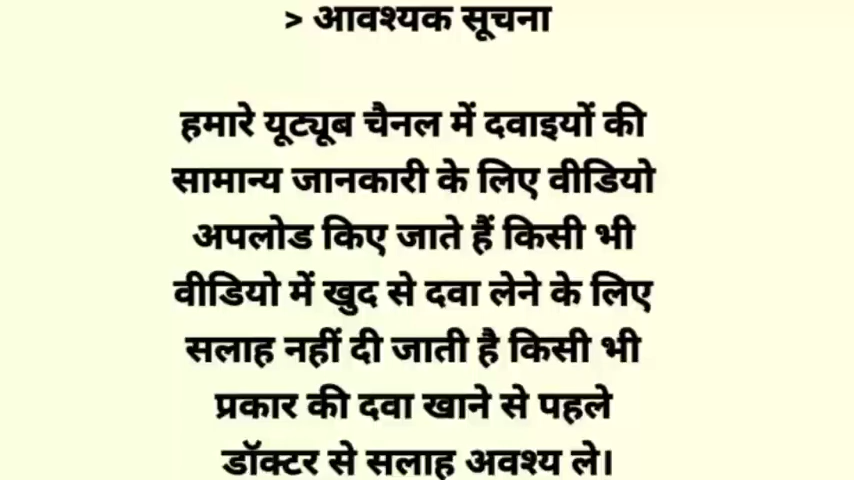 > आवश्यक सूचना
हमारे यूट्यूब चैनल में दवाइयों की
सामान्य जानकारी के लिए वीडियो
अपलोड किए जाते हैं किसी भी
वीडियो में खुद से दवा लेने के लिए
सलाह नहीं दी जाती है किसी भी
प्रकार की दवा खाने से पहले
डॉक्टर से सलाह अवश्य ले।